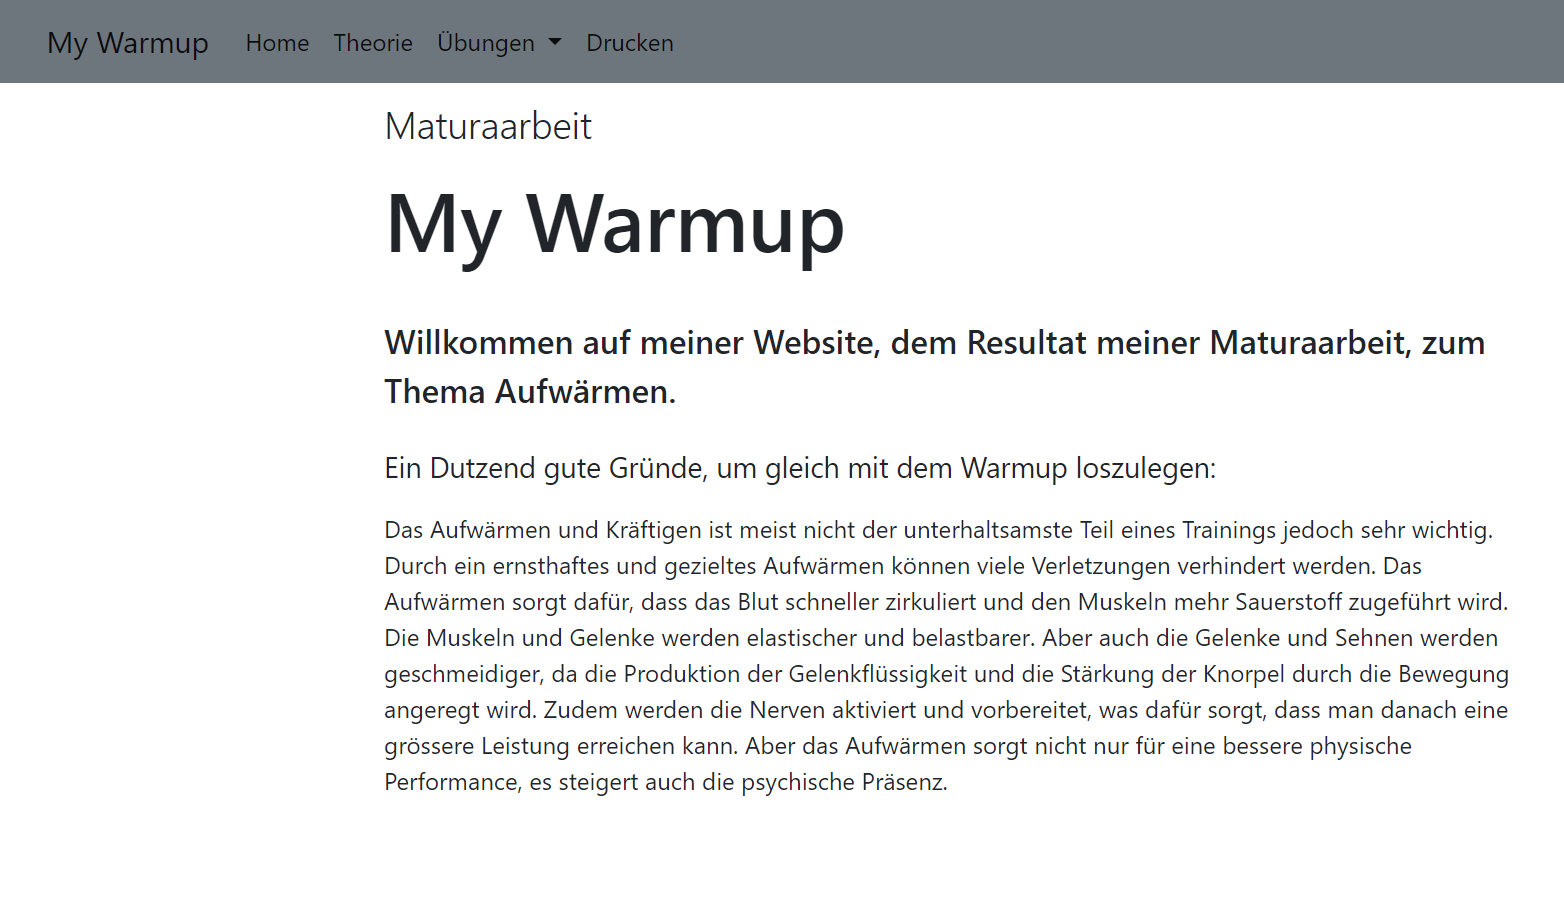 My Warmup Home Theorie Übungen Drucken
Maturaarbeit
My Warmup
Willkommen auf meiner Website, dem Resultat meiner Maturaarbeit, zum
Thema Aufwärmen.
Ein Dutzend gute Gründe, um gleich mit dem Warmup loszulegen:
Das Aufwärmen und Kräftigen ist meist nicht der unterhaltsamste Teil eines Trainings jedoch sehr wichtig.
Durch ein ernsthaftes und gezieltes Aufwärmen können viele Verletzungen verhindert werden. Das
Aufwärmen sorgt dafür, dass das Blut schneller zirkuliert und den Muskeln mehr Sauerstoff zugeführt wird.
Die Muskeln und Gelenke werden elastischer und belastbarer. Aber auch die Gelenke und Sehnen werden
geschmeidiger, da die Produktion der Gelenkflüssigkeit und die Stärkung der Knorpel durch die Bewegung
angeregt wird. Zudem werden die Nerven aktiviert und vorbereitet, was dafür sorgt, dass man danach eine
grössere Leistung erreichen kann. Aber das Aufwärmen sorgt nicht nur für eine bessere physische
Performance, es steigert auch die psychische Präsenz.